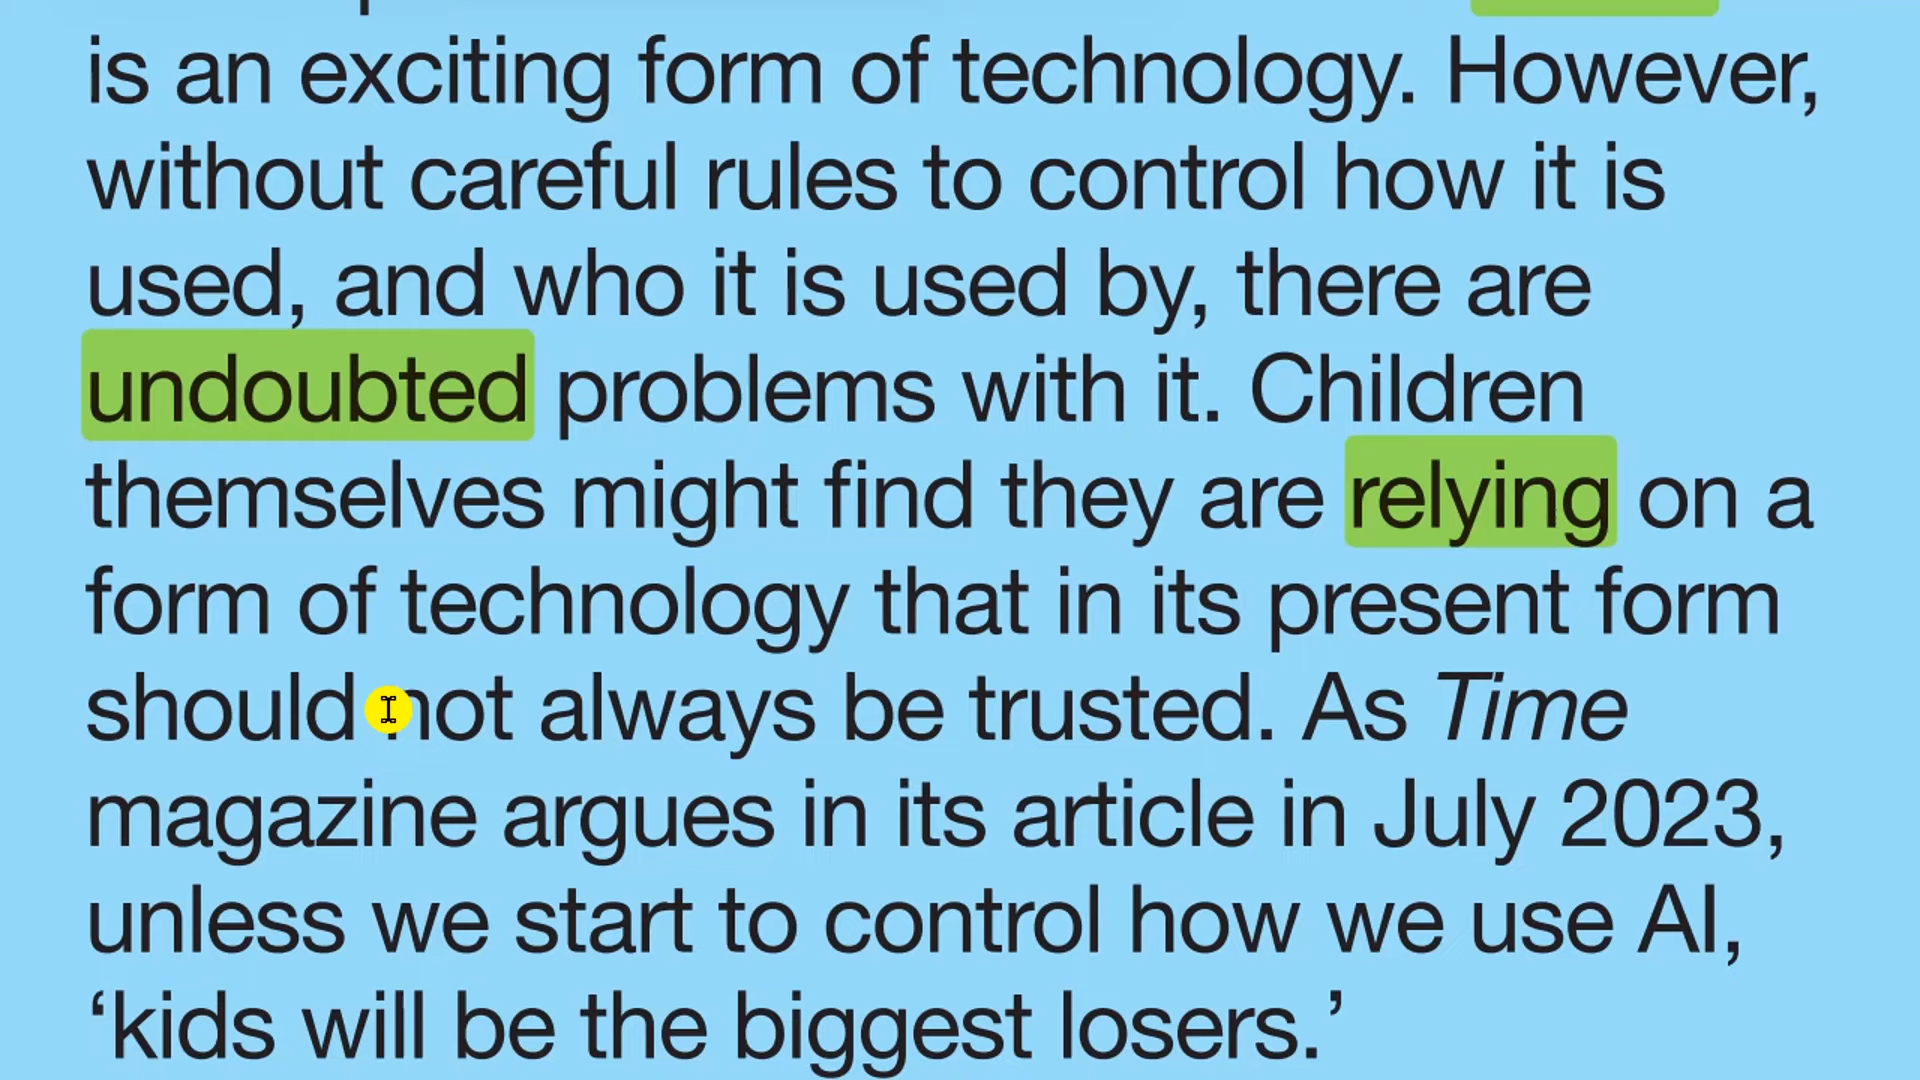 is an exciting form of technology. However,
without careful rules to control how it is
used, and who it is used by, there are
undoubted problems with it. Children
themselves might find they are relying on a
form of technology that in its present form
should not always be trusted. As Time
magazine argues in its article in July 2023,
unless we start to control how we use AI,
‘kids will be the biggest losers.’